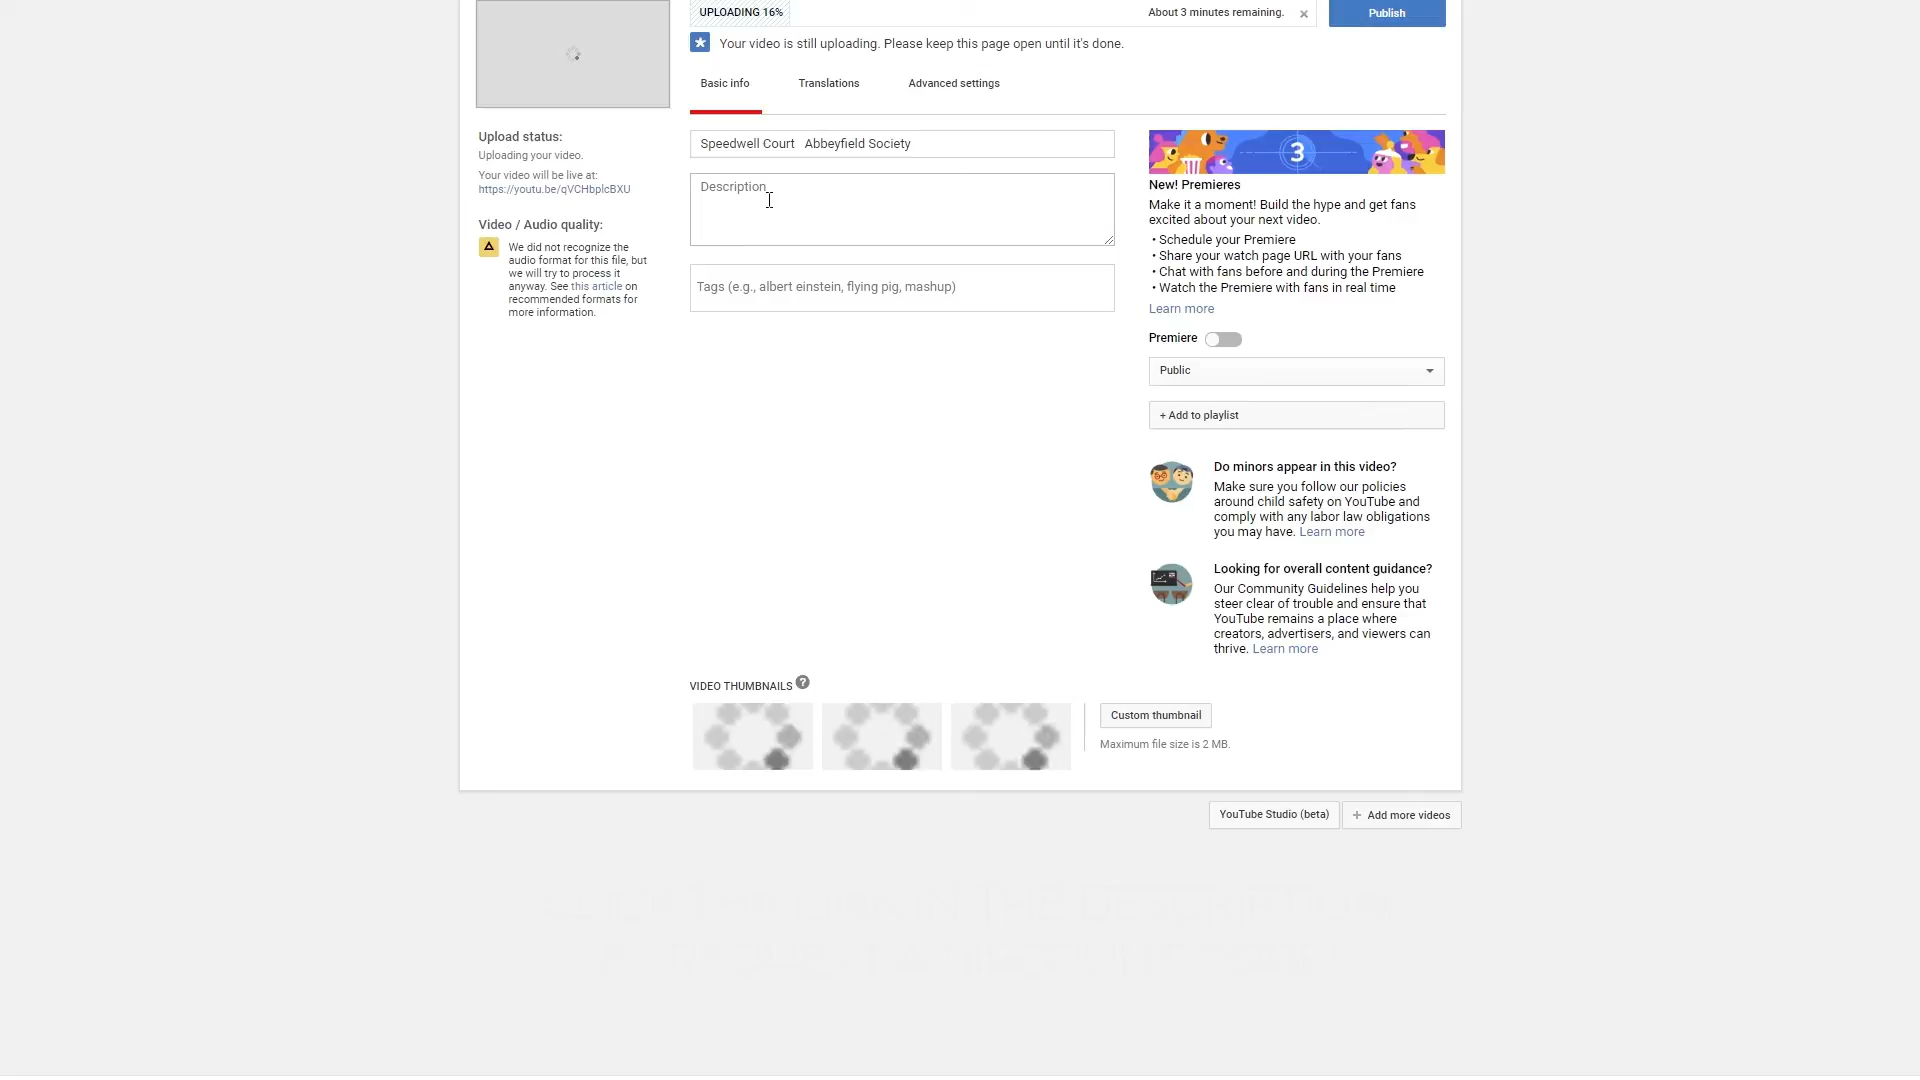 UPLOADING 16%
About 3 minutes remaining.
Publish
Your video is still uploading. Please keep this page open until it's done.
Basic info
Translations
Advanced settings
Upload status:
Uploading your video.
Your video will be live at:
https://youtu.be/qVCHbplcBXU
Video / Audio quality:
We did not recognize the
audio format for this file, but
we will try to process it
anyway. See this article on
recommended formats for
more information.
Speedwell Court   Abbeyfield Society
Description
Tags (e.g., albert einstein, flying pig, mashup)
3
New! Premieres
Make it a moment! Build the hype and get fans
excited about your next video.
• Schedule your Premiere
• Share your watch page URL with your fans
• Chat with fans before and during the Premiere
• Watch the Premiere with fans in real time
Learn more
Premiere
Public
+ Add to playlist
Do minors appear in this video?
Make sure you follow our policies
around child safety on YouTube and
comply with any labor law obligations
you may have. Learn more
Looking for overall content guidance?
Our Community Guidelines help you
steer clear of trouble and ensure that
YouTube remains a place where
creators, advertisers, and viewers can
thrive. Learn more
VIDEO THUMBNAILS ?
Custom thumbnail
Maximum file size is 2 MB.
YouTube Studio (beta)
+ Add more videos